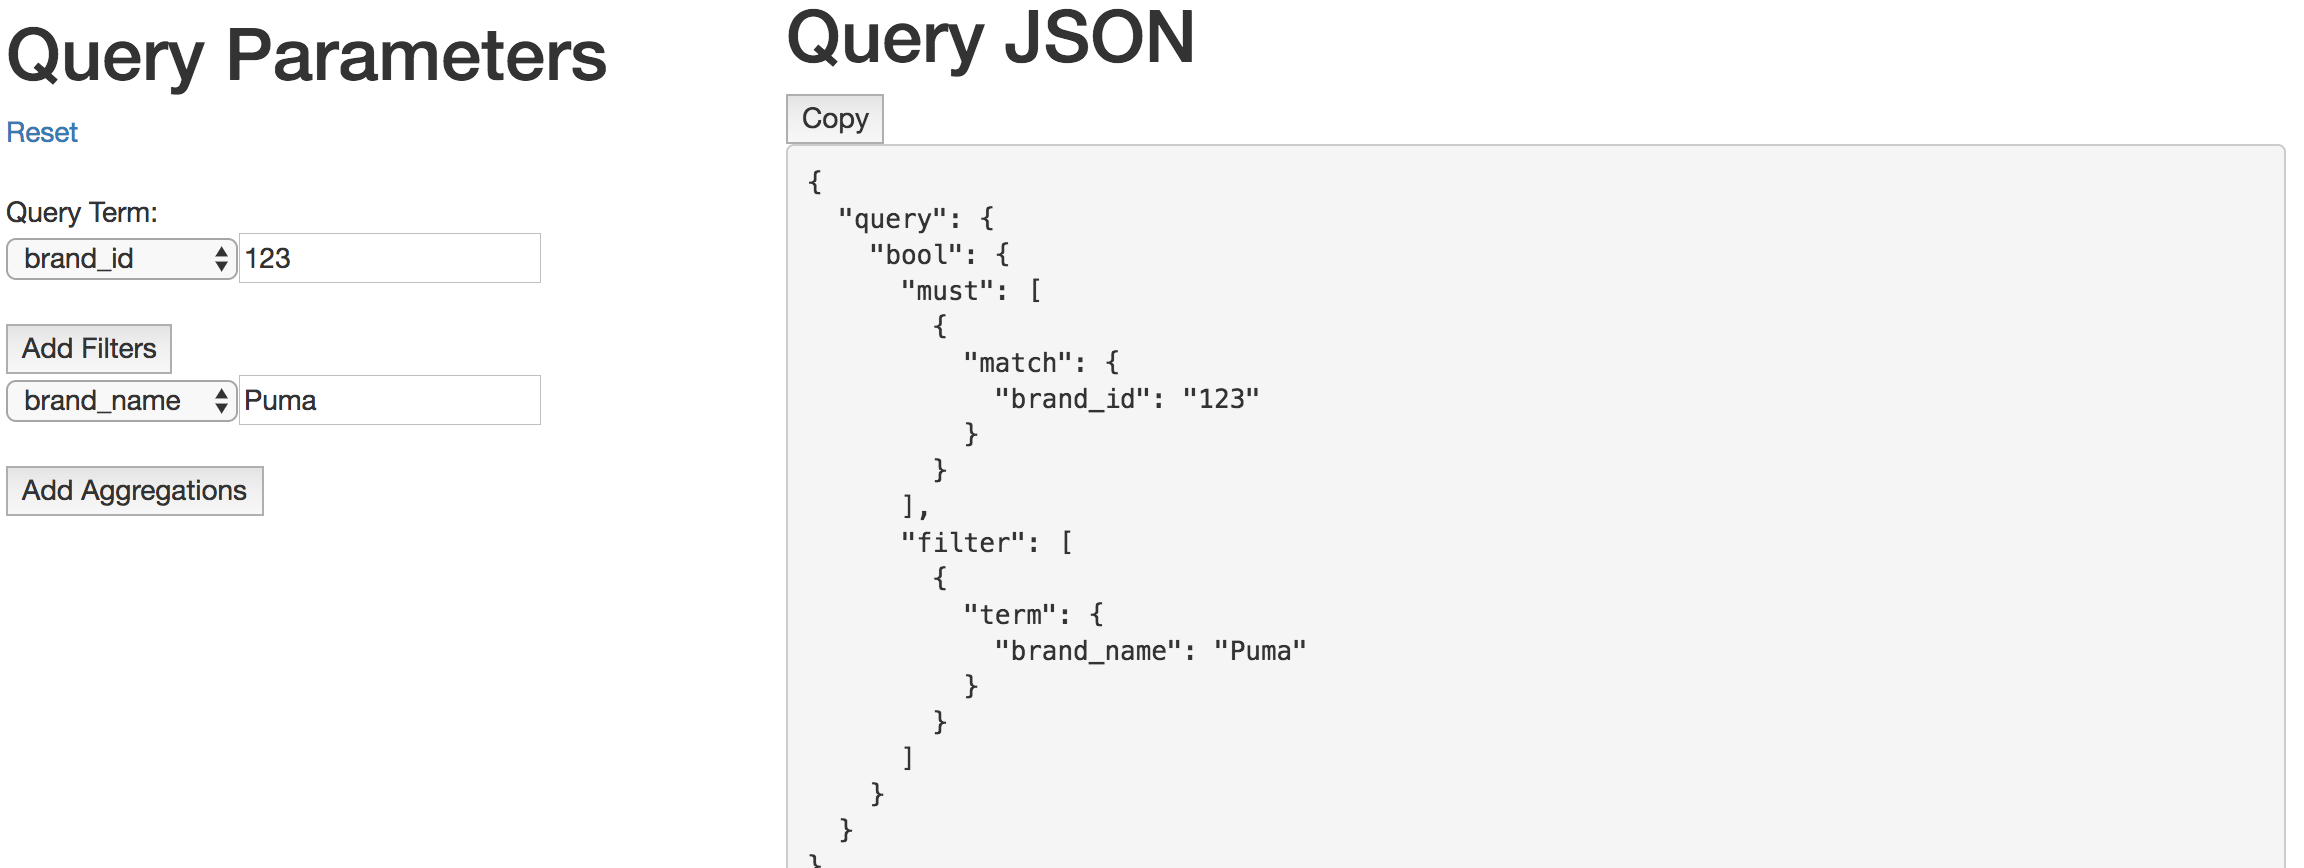 Query Parameters
Reset
Query Term:
brand_id 123
Add Filters
brand_name Puma
Add Aggregations
Query JSON
Copy
{
  "query": {
    "bool": {
      "must": [
        {
          "match": {
            "brand_id": "123"
          }
        }
      ],
      "filter": [
        {
          "term": {
            "brand_name": "Puma"
          }
        }
      ]
    }
  }
}